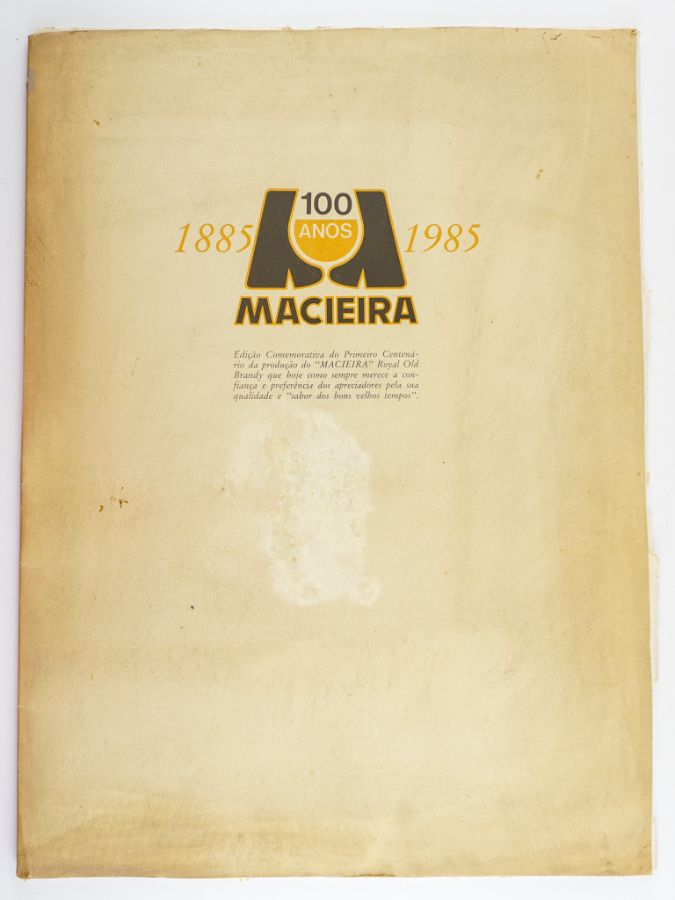 100
ANOS
1885 1985
MACIEIRA
Edição Comemorativa do Primeiro Centená-
rio da produção do "MACIEIRA" Royal Old
Brandy que hoje como sempre merece a con-
fiança e preferência dos apreciadores pela sua
qualidade e "sabor dos bons velhos tempos".